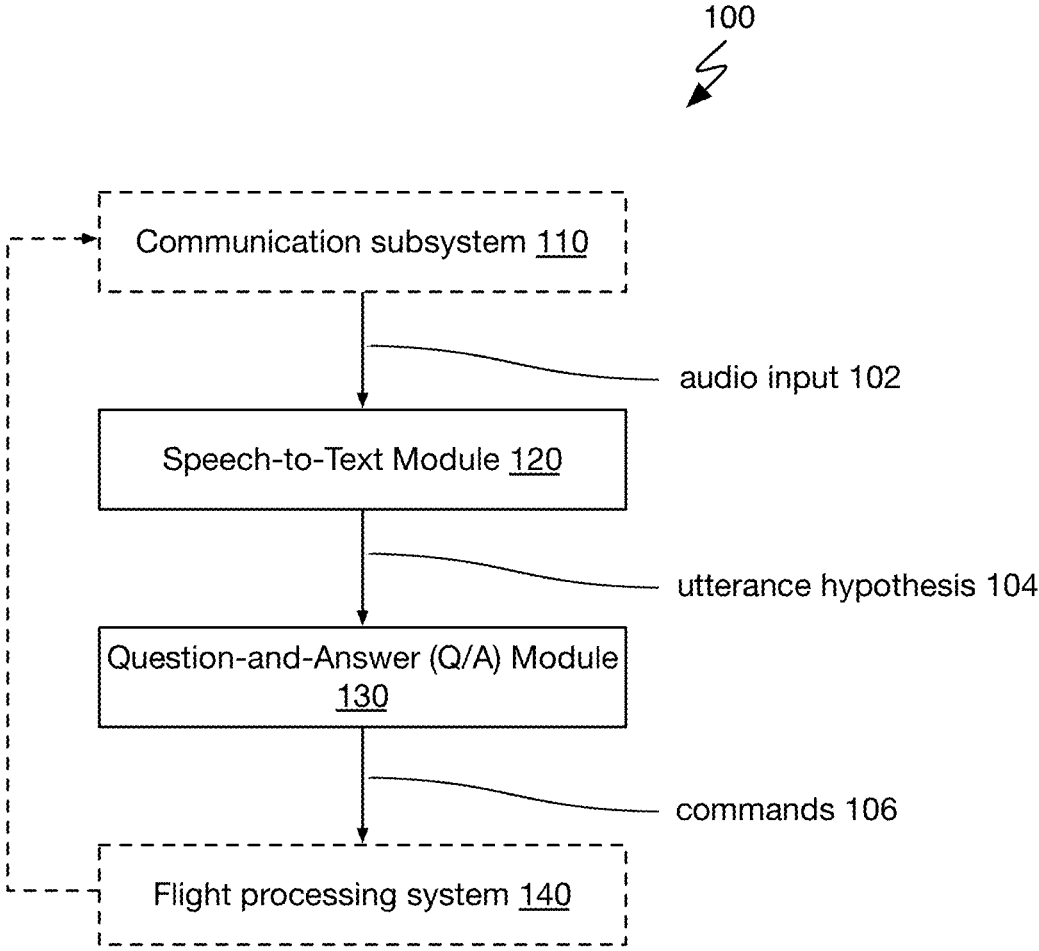 100
Communication subsystem 110
audio input 102
Speech-to-Text Module 120
utterance hypothesis 104
Question-and-Answer (Q/A) Module
130
commands 106
Flight processing system 140